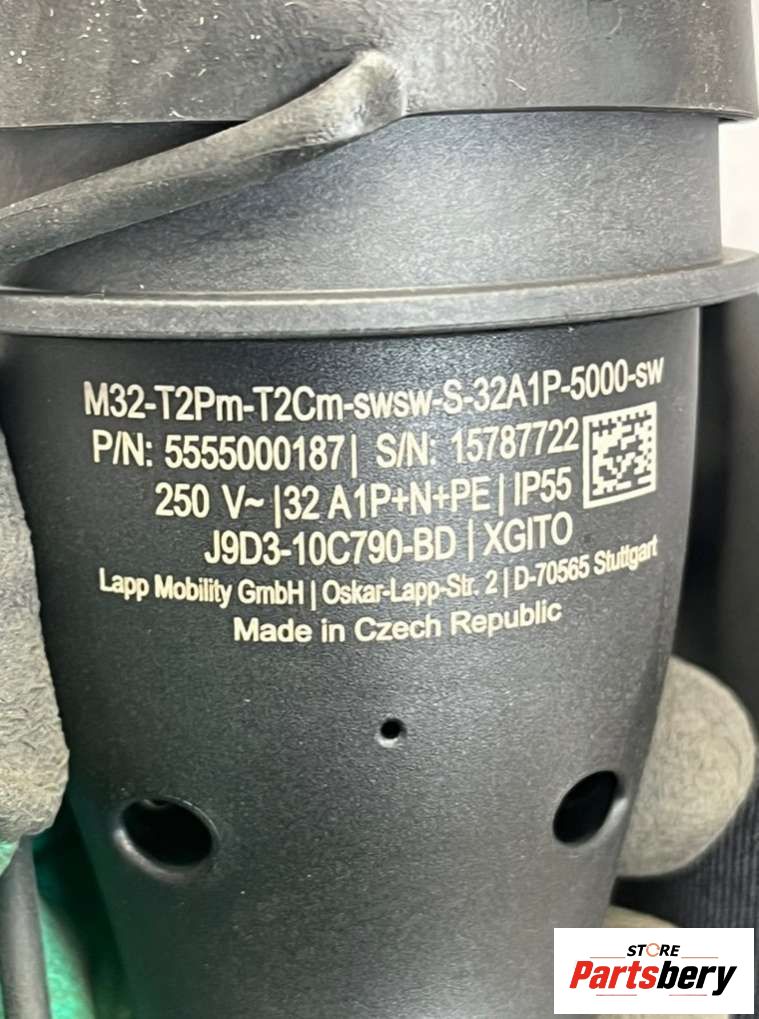 M32-T2Pm-T2Cm-swsw-S-32A1P-5000-sw
P/N: 5555000187| S/N: 15787722
250 V~ |32 A1P+N+PE | IP55
J9D3-10C790-BD | XGITO
Lapp Mobility GmbH | Oskar-Lapp-Str. 2 | D-70565 Stuttgart
Made in Czech Republic
STORE
Partsbery